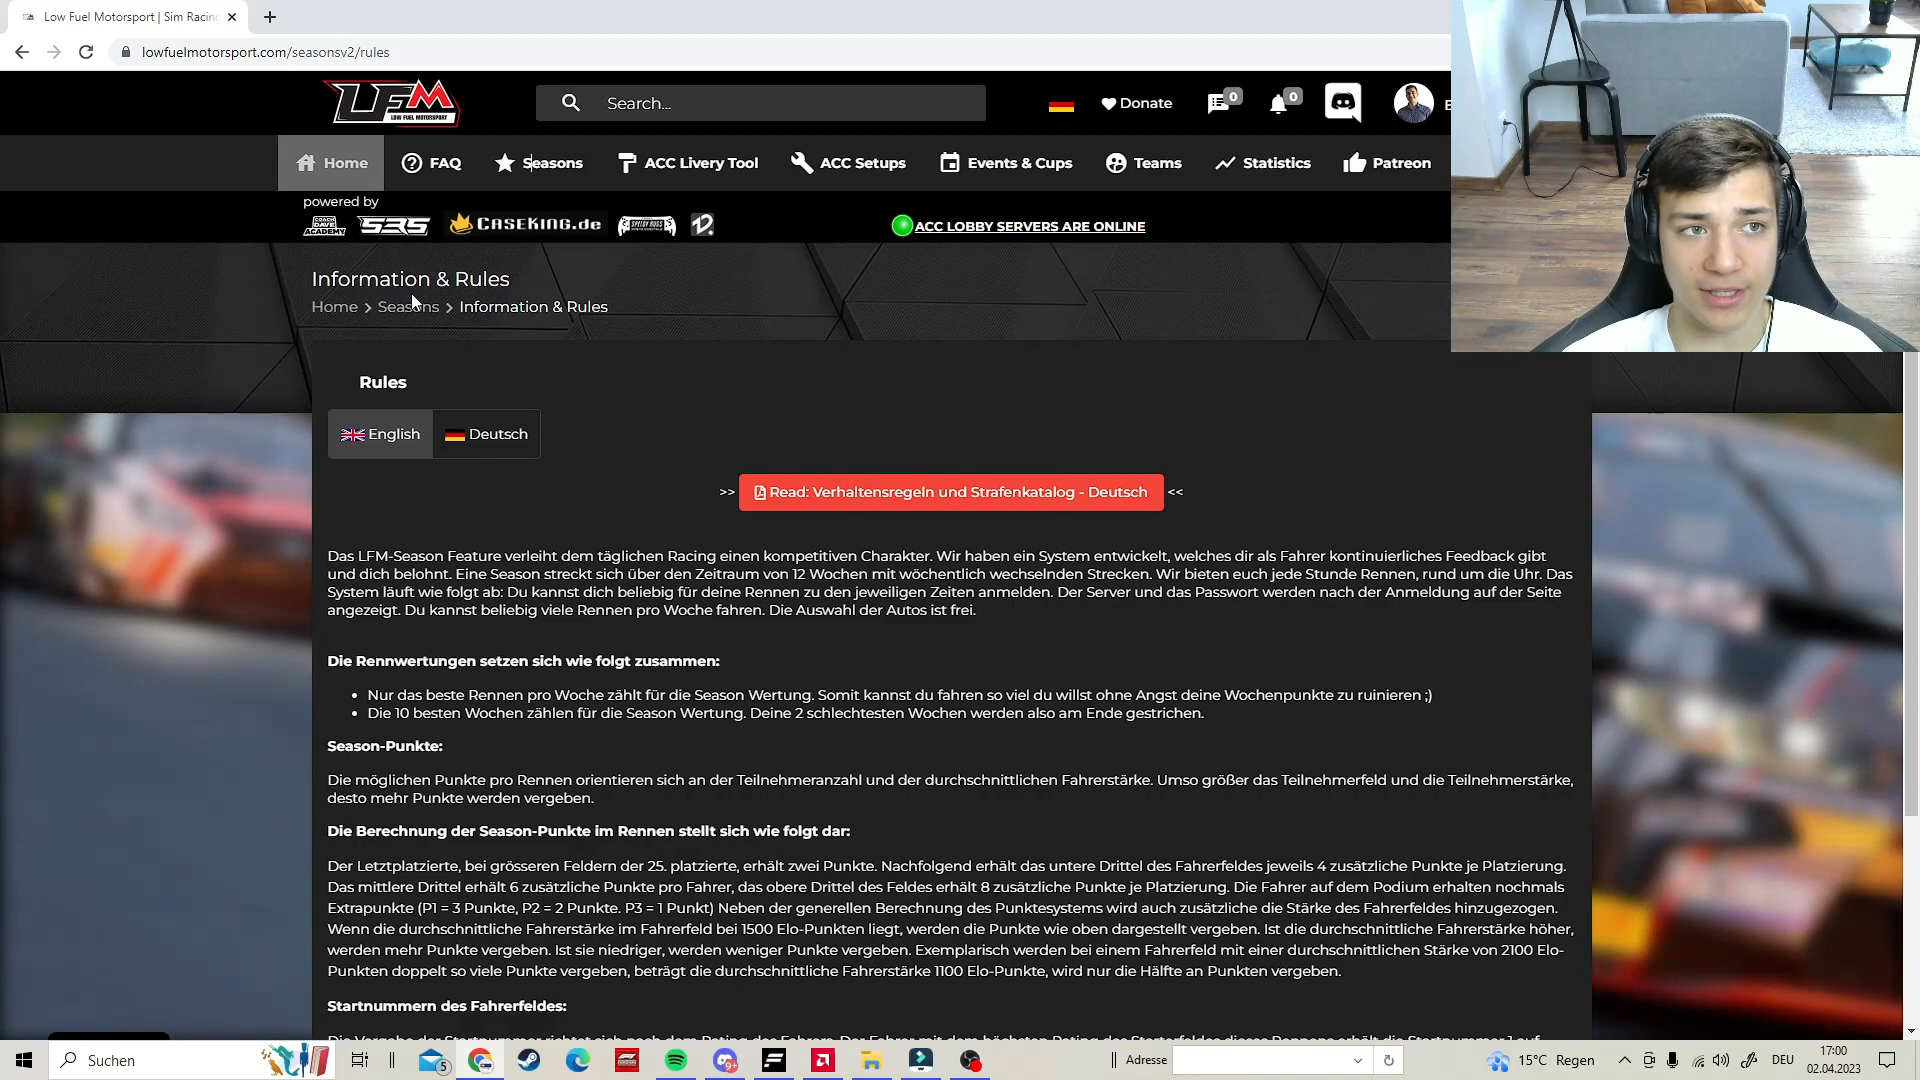 Low Fuel Motorsport | Sim Racin
lowfuelmotorsport.com/seasonsv2/rules
LFM
LOW FUEL MOTORSPORT
Search...
Donate
0
0
Home
FAQ
Seasons
ACC Livery Tool
ACC Setups
Events & Cups
Teams
Statistics
Patreon
powered by
COACH DAVE ACADEMY
CASEKING.de
ACC LOBBY SERVERS ARE ONLINE
Information & Rules
Home > Seasons > Information & Rules
Rules
English
Deutsch
>> Read: Verhaltensregeln und Strafenkatalog - Deutsch <<
Das LFM-Season Feature verleiht dem täglichen Racing einen kompetitiven Charakter. Wir haben ein System entwickelt, welches dir als Fahrer kontinuierliches Feedback gibt
und dich belohnt. Eine Season streckt sich über den Zeitraum von 12 Wochen mit wöchentlich wechselnden Strecken. Wir bieten euch jede Stunde Rennen, rund um die Uhr. Das
System läuft wie folgt ab: Du kannst dich beliebig für deine Rennen zu den jeweiligen Zeiten anmelden. Der Server und das Passwort werden nach der Anmeldung auf der Seite
angezeigt. Du kannst beliebig viele Rennen pro Woche fahren. Die Auswahl der Autos ist frei.
Die Rennwertungen setzen sich wie folgt zusammen:
• Nur das beste Rennen pro Woche zählt für die Season Wertung. Somit kannst du fahren so viel du willst ohne Angst deine Wochenpunkte zu ruinieren ;)
• Die 10 besten Wochen zählen für die Season Wertung. Deine 2 schlechtesten Wochen werden also am Ende gestrichen.
Season-Punkte:
Die möglichen Punkte pro Rennen orientieren sich an der Teilnehmeranzahl und der durchschnittlichen Fahrerstärke. Umso größer das Teilnehmerfeld und die Teilnehmerstärke,
desto mehr Punkte werden vergeben.
Die Berechnung der Season-Punkte im Rennen stellt sich wie folgt dar:
Der Letztplatzierte, bei grösseren Feldern der 25. platzierte, erhält zwei Punkte. Nachfolgend erhält das untere Drittel des Fahrerfeldes jeweils 4 zusätzliche Punkte je Platzierung.
Das mittlere Drittel erhält 6 zusätzliche Punkte pro Fahrer, das obere Drittel des Feldes erhält 8 zusätzliche Punkte je Platzierung. Die Fahrer auf dem Podium erhalten nochmals
Extrapunkte (P1 = 3 Punkte, P2 = 2 Punkte. P3 = 1 Punkt) Neben der generellen Berechnung des Punktesystems wird auch zusätzliche die Stärke des Fahrerfeldes hinzugezogen.
Wenn die durchschnittliche Fahrerstärke im Fahrerfeld bei 1500 Elo-Punkten liegt, werden die Punkte wie oben dargestellt vergeben. Ist die durchschnittliche Fahrerstärke höher,
werden mehr Punkte vergeben. Ist sie niedriger, werden weniger Punkte vergeben. Exemplarisch werden bei einem Fahrerfeld mit einer durchschnittlichen Stärke von 2100 Elo-
Punkten doppelt so viele Punkte vergeben, beträgt die durchschnittliche Fahrerstärke 1100 Elo-Punkte, wird nur die Hälfte an Punkten vergeben.
Startnummern des Fahrerfeldes:
Suchen
5
9+
Adresse
15°C Regen
DEU
17:00
02.04.2023